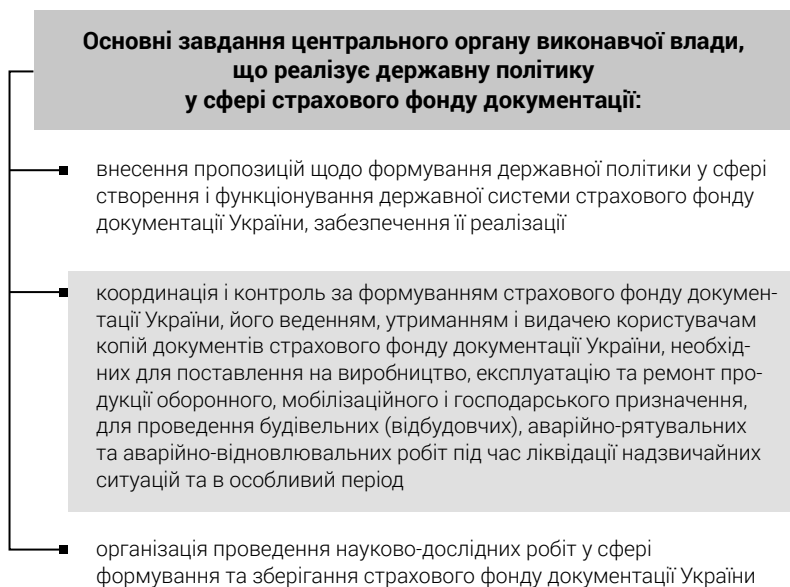 Основні завдання центрального органу виконавчої влади,
що реалізує державну політику
у сфері страхового фонду документації:
внесення пропозицій щодо формування державної політики у сфері
створення і функціонування державної системи страхового фонду
документації України, забезпечення її реалізації
координація і контроль за формуванням страхового фонду докумен-
тації України, його веденням, утриманням і видачею користувачам
копій документів страхового фонду документації України, необхід-
них для поставлення на виробництво, експлуатацію та ремонт про-
дукції оборонного, мобілізаційного і господарського призначення,
для проведення будівельних (відбудовчих), аварійно-рятувальних
та аварійно-відновлювальних робіт під час ліквідації надзвичайних
ситуацій та в особливий період
організація проведення науково-дослідних робіт у сфері
формування та зберігання страхового фонду документації України